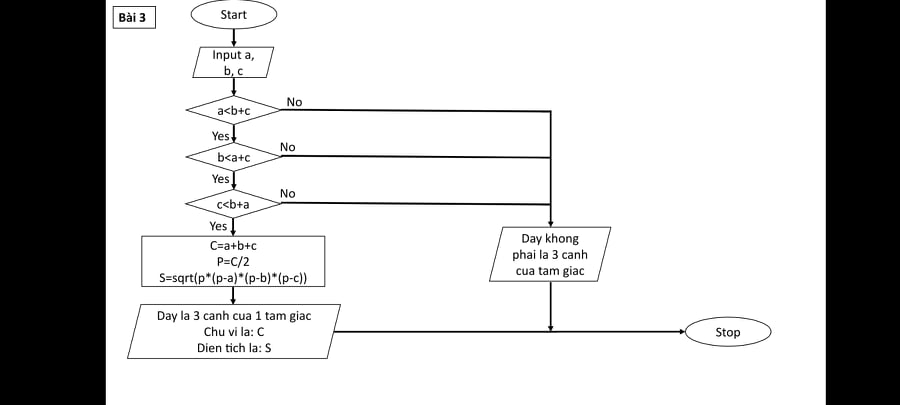 Bài 3
Start
Input a,
b, c
a<b+c
No
Yes
b<a+c
No
Yes
c<b+a
No
Yes
C=a+b+c
P=C/2
S=sqrt(p*(p-a)*(p-b)*(p-c))
Day khong
phai la 3 canh
cua tam giac
Day la 3 canh cua 1 tam giac
Chu vi la: C
Dien tich la: S
Stop